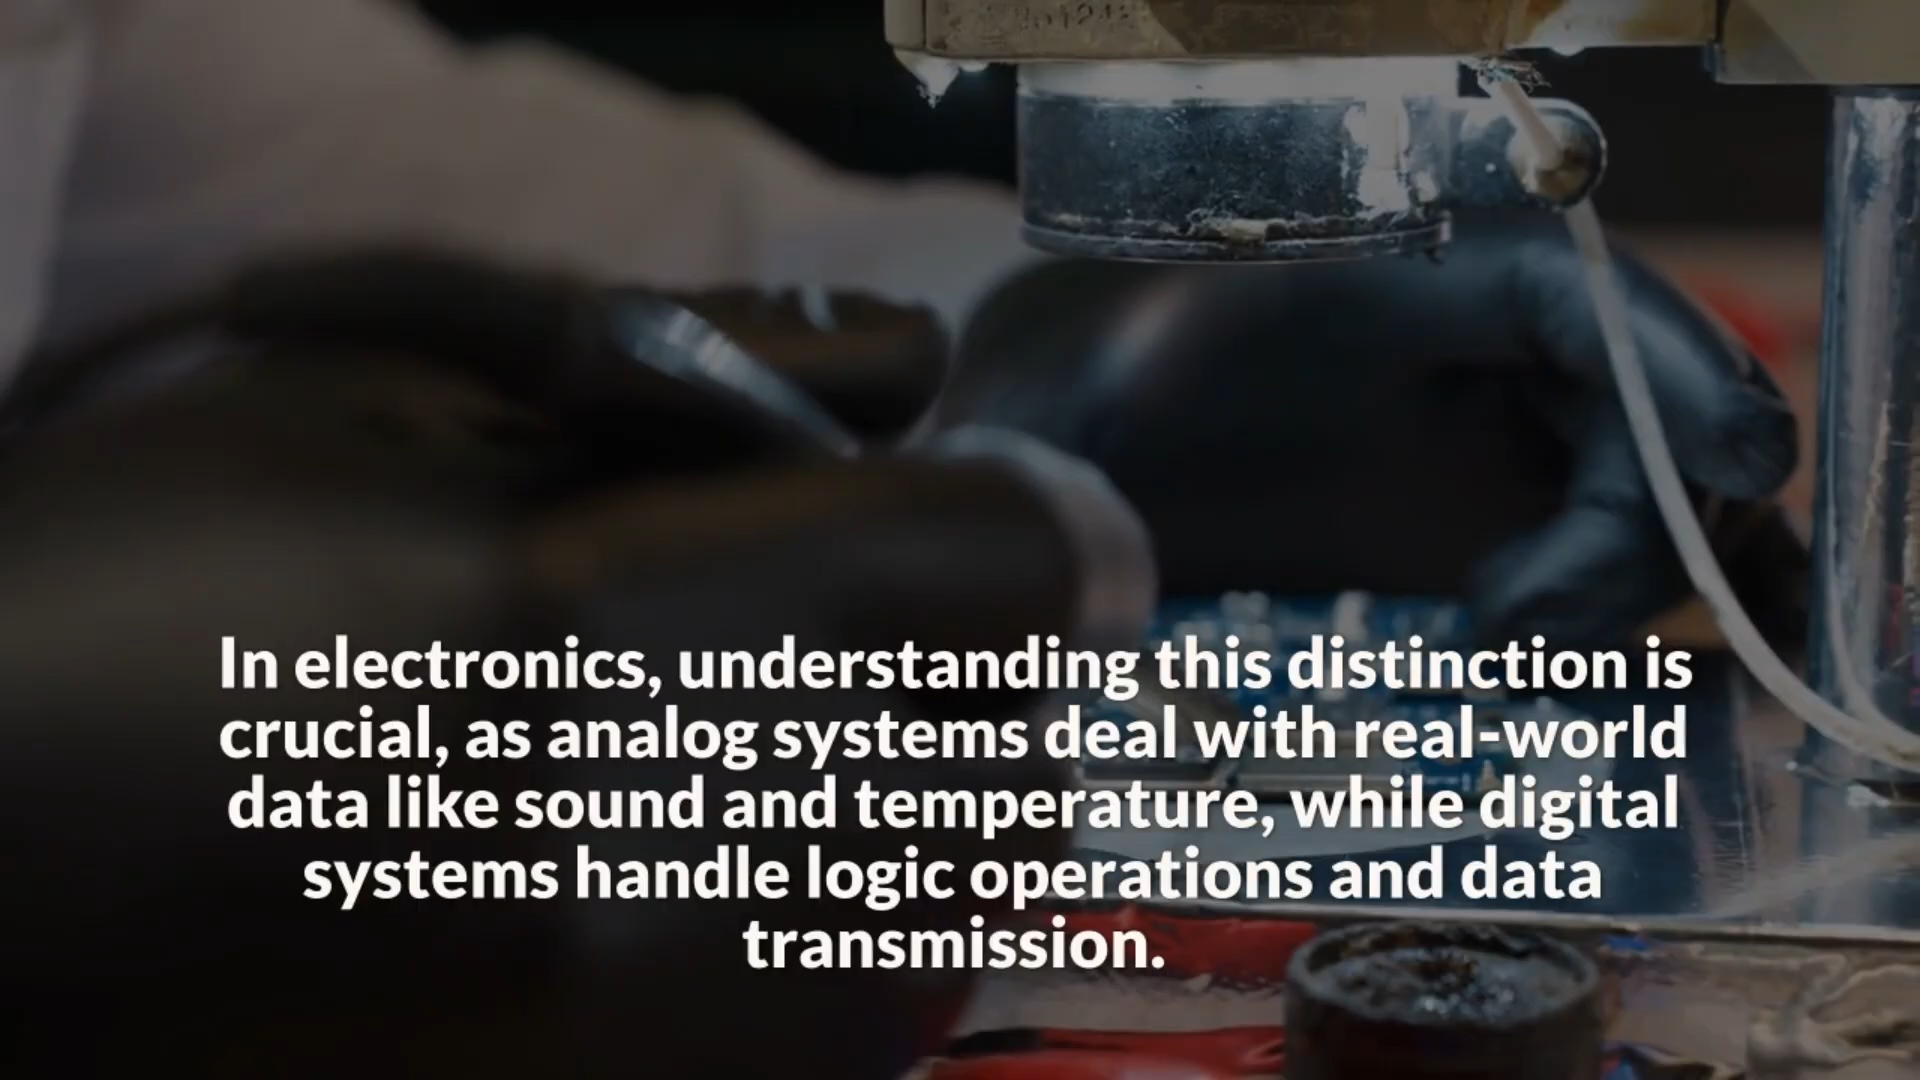 In electronics, understanding this distinction is
crucial, as analog systems deal with real-world
data like sound and temperature, while digital
systems handle logic operations and data
transmission.